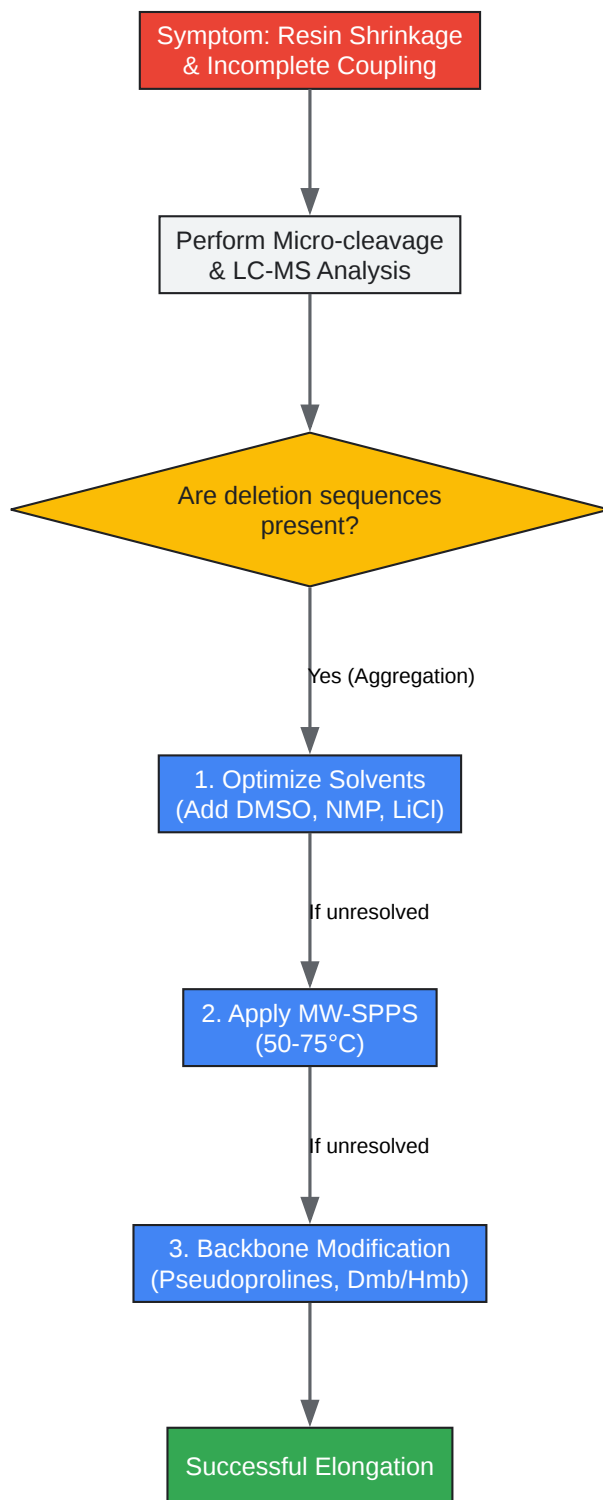 Symptom: Resin Shrinkage
& Incomplete Coupling
Perform Micro-cleavage
& LC-MS Analysis
Are deletion sequences
present?
Yes (Aggregation)
1. Optimize Solvents
(Add DMSO, NMP, LiCl)
If unresolved
2. Apply MW-SPPS
(50-75°C)
If unresolved
3. Backbone Modification
(Pseudoprolines, Dmb/Hmb)
Successful Elongation